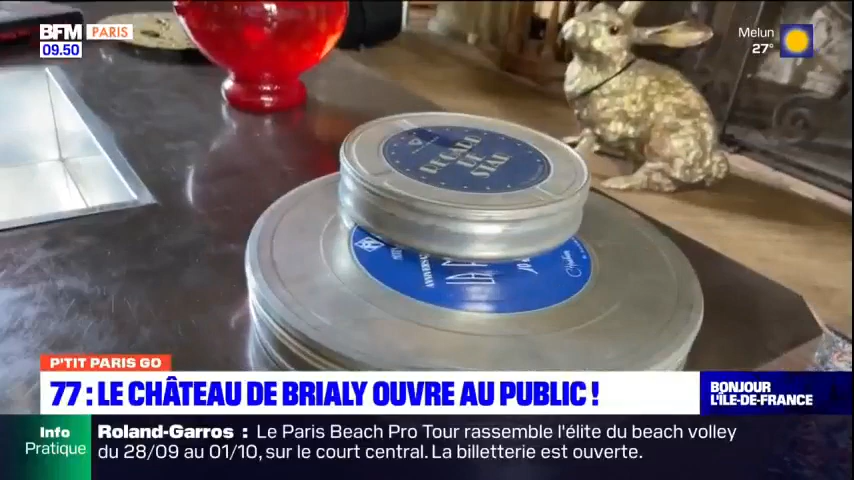 BFM PARIS
09.50
Melun
27°
LA F
P'TIT PARIS GO
77 : LE CHÂTEAU DE BRIALY OUVRE AU PUBLIC !
BONJOUR
L'ÎLE-DE-FRANCE
Info
Pratique
Roland-Garros : Le Paris Beach Pro Tour rassemble l'élite du beach volley
du 28/09 au 01/10, sur le court central. La billetterie est ouverte.